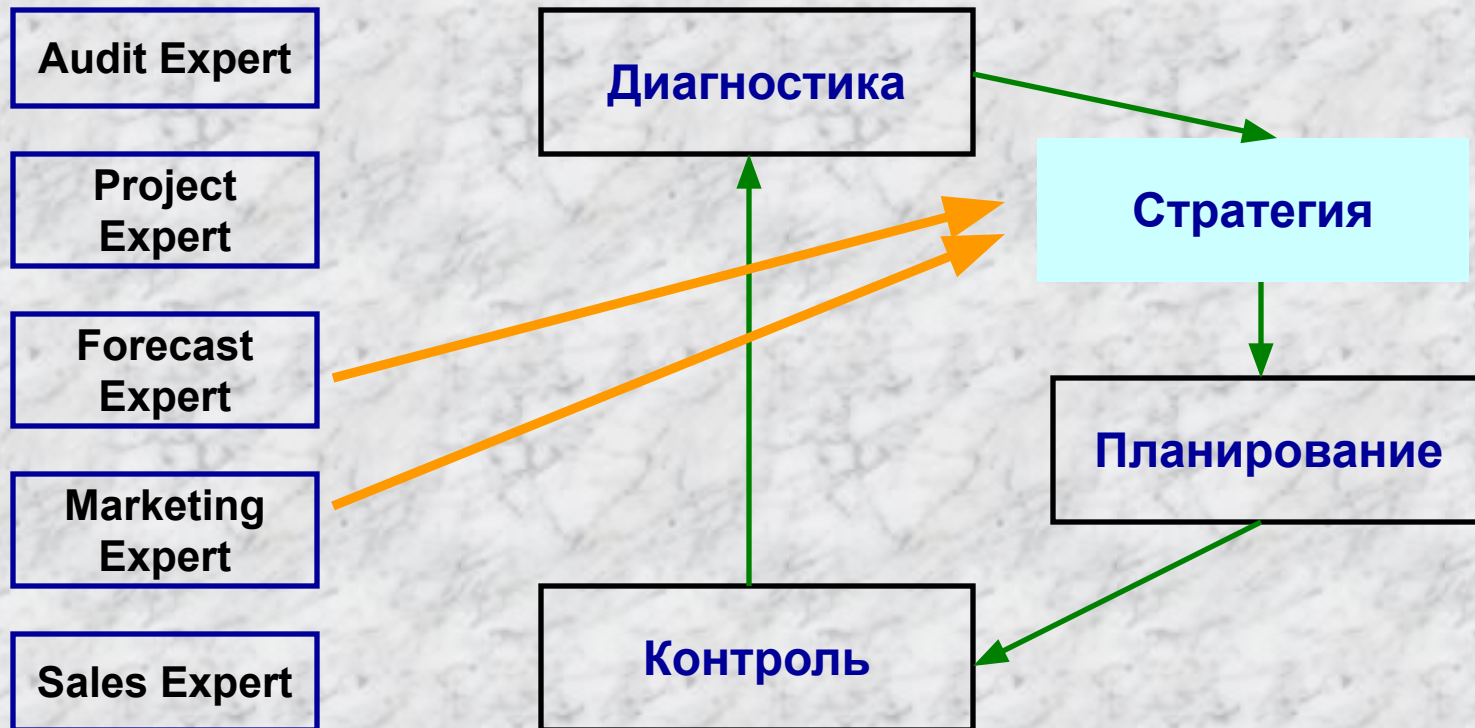 Audit Expert
Project
Expert
Forecast
Expert
Marketing
Expert
Sales Expert
Диагностика
Стратегия
Планирование
Контроль